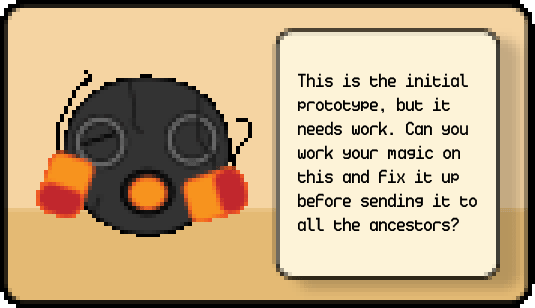 This is the initial
prototype, but it
needs work. Can you
work your magic on
this and fix it up
before sending it to
all the ancestors?